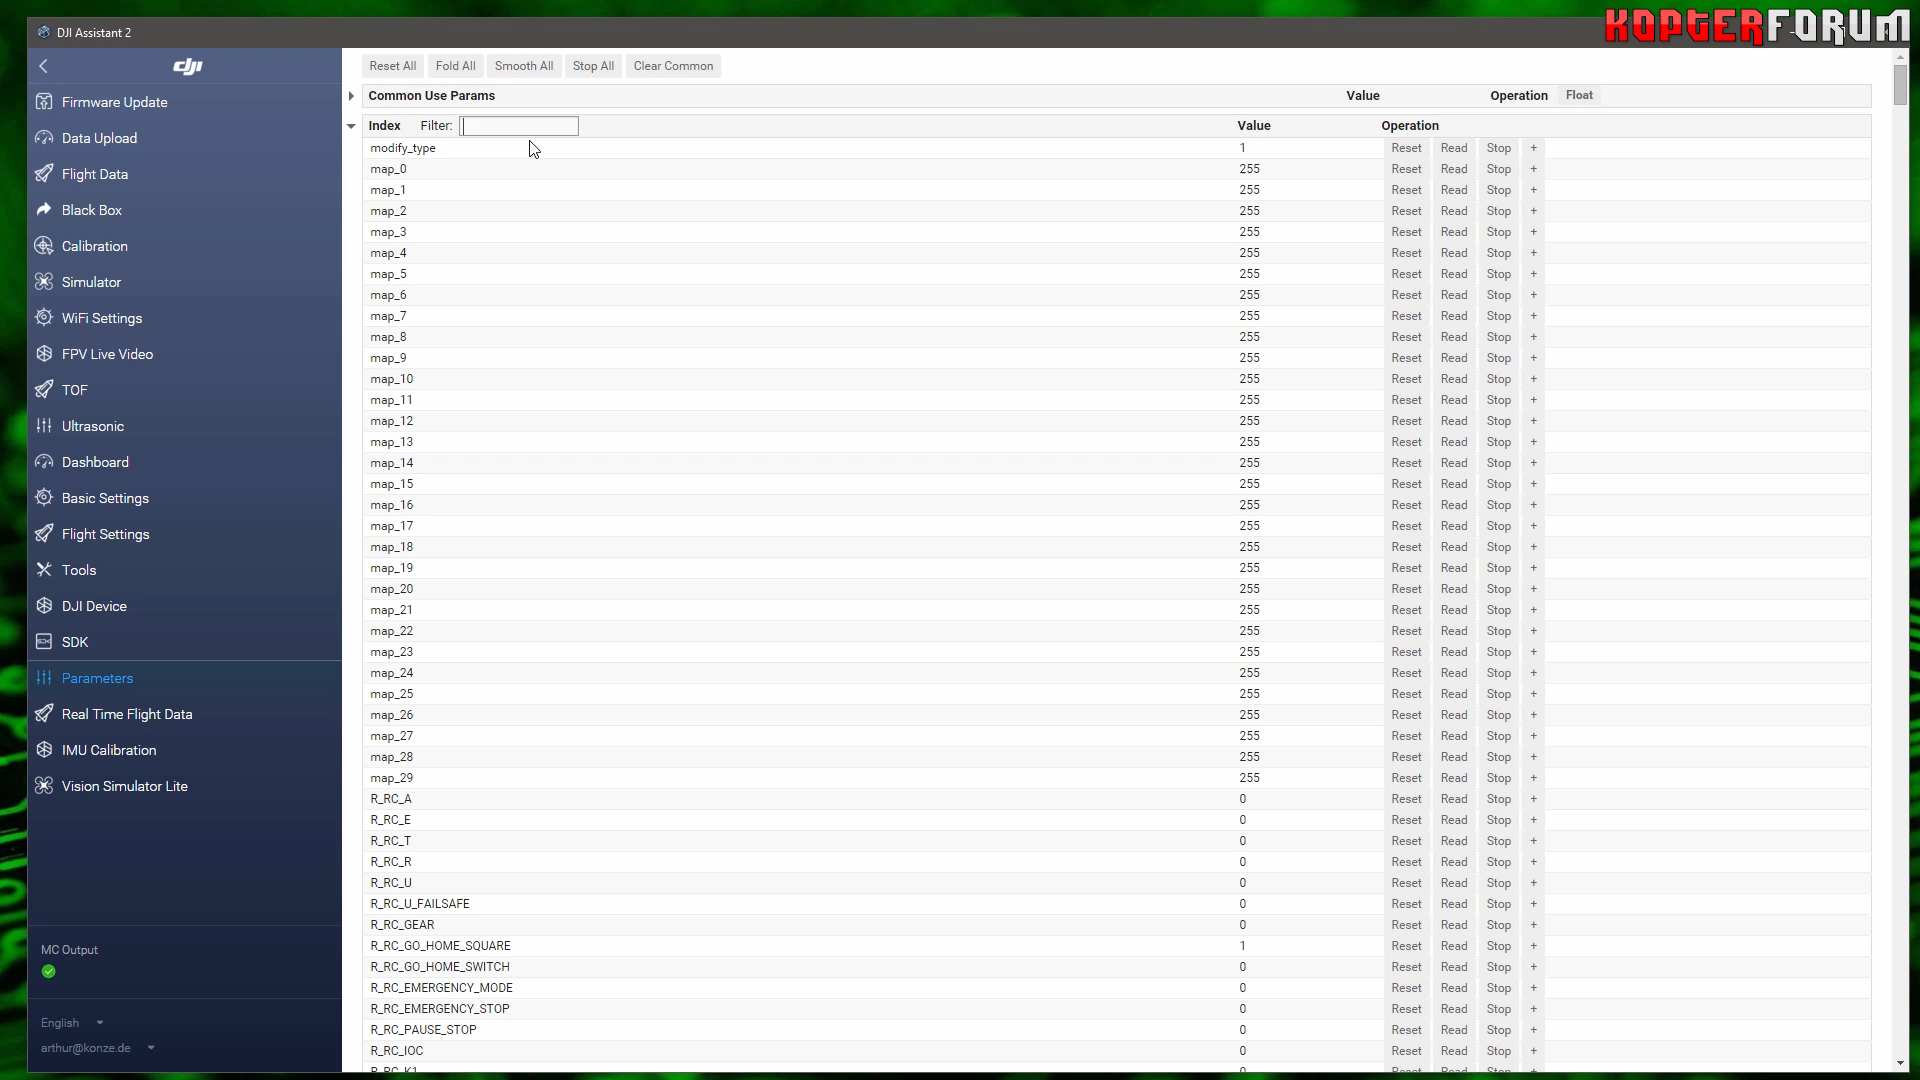 DJI Assistant 2
KOPTERFORUM
dji
Firmware Update
Data Upload
Flight Data
Black Box
Calibration
Simulator
WiFi Settings
FPV Live Video
TOF
Ultrasonic
Dashboard
Basic Settings
Flight Settings
Tools
DJI Device
SDK
Parameters
Real Time Flight Data
IMU Calibration
Vision Simulator Lite
MC Output
English
arthur@konze.de
Reset All Fold All Smooth All Stop All Clear Common
Common Use Params Value Operation Float
Index Filter: Value Operation
modify_type 1 Reset Read Stop +
map_0 255 Reset Read Stop +
map_1 255 Reset Read Stop +
map_2 255 Reset Read Stop +
map_3 255 Reset Read Stop +
map_4 255 Reset Read Stop +
map_5 255 Reset Read Stop +
map_6 255 Reset Read Stop +
map_7 255 Reset Read Stop +
map_8 255 Reset Read Stop +
map_9 255 Reset Read Stop +
map_10 255 Reset Read Stop +
map_11 255 Reset Read Stop +
map_12 255 Reset Read Stop +
map_13 255 Reset Read Stop +
map_14 255 Reset Read Stop +
map_15 255 Reset Read Stop +
map_16 255 Reset Read Stop +
map_17 255 Reset Read Stop +
map_18 255 Reset Read Stop +
map_19 255 Reset Read Stop +
map_20 255 Reset Read Stop +
map_21 255 Reset Read Stop +
map_22 255 Reset Read Stop +
map_23 255 Reset Read Stop +
map_24 255 Reset Read Stop +
map_25 255 Reset Read Stop +
map_26 255 Reset Read Stop +
map_27 255 Reset Read Stop +
map_28 255 Reset Read Stop +
map_29 255 Reset Read Stop +
R_RC_A 0 Reset Read Stop +
R_RC_E 0 Reset Read Stop +
R_RC_T 0 Reset Read Stop +
R_RC_R 0 Reset Read Stop +
R_RC_U 0 Reset Read Stop +
R_RC_U_FAILSAFE 0 Reset Read Stop +
R_RC_GEAR 0 Reset Read Stop +
R_RC_GO_HOME_SQUARE 1 Reset Read Stop +
R_RC_GO_HOME_SWITCH 0 Reset Read Stop +
R_RC_EMERGENCY_MODE 0 Reset Read Stop +
R_RC_EMERGENCY_STOP 0 Reset Read Stop +
R_RC_PAUSE_STOP 0 Reset Read Stop +
R_RC_IOC 0 Reset Read Stop +
R_RC_K1 0 Reset Read Stop +